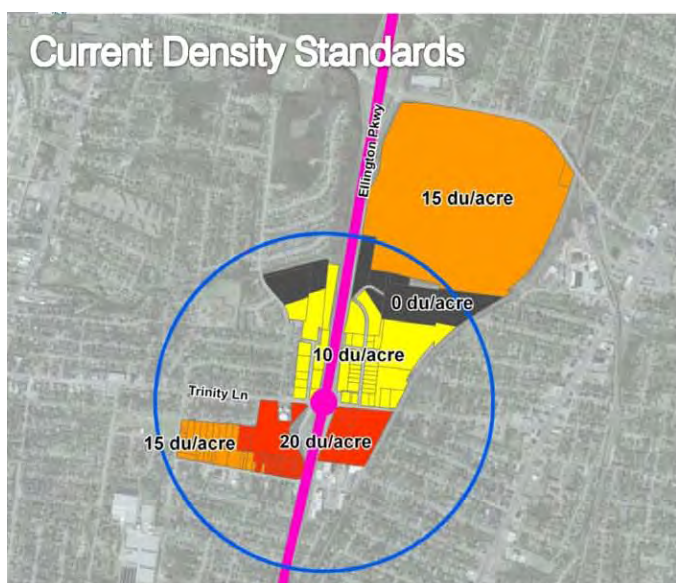 Current Density Standards
Ellington Pkwy
15 du/acre
0 du/acre
10 du/acre
Trinity Ln
15 du/acre
20 du/acre